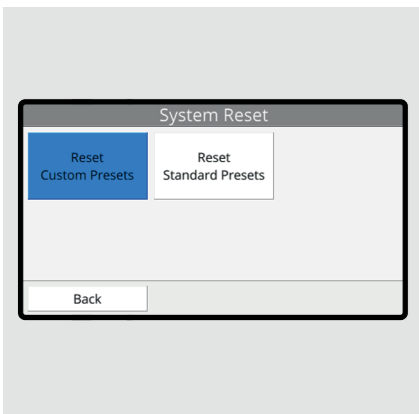 System Reset
Reset
Custom Presets
Reset
Standard Presets
Back